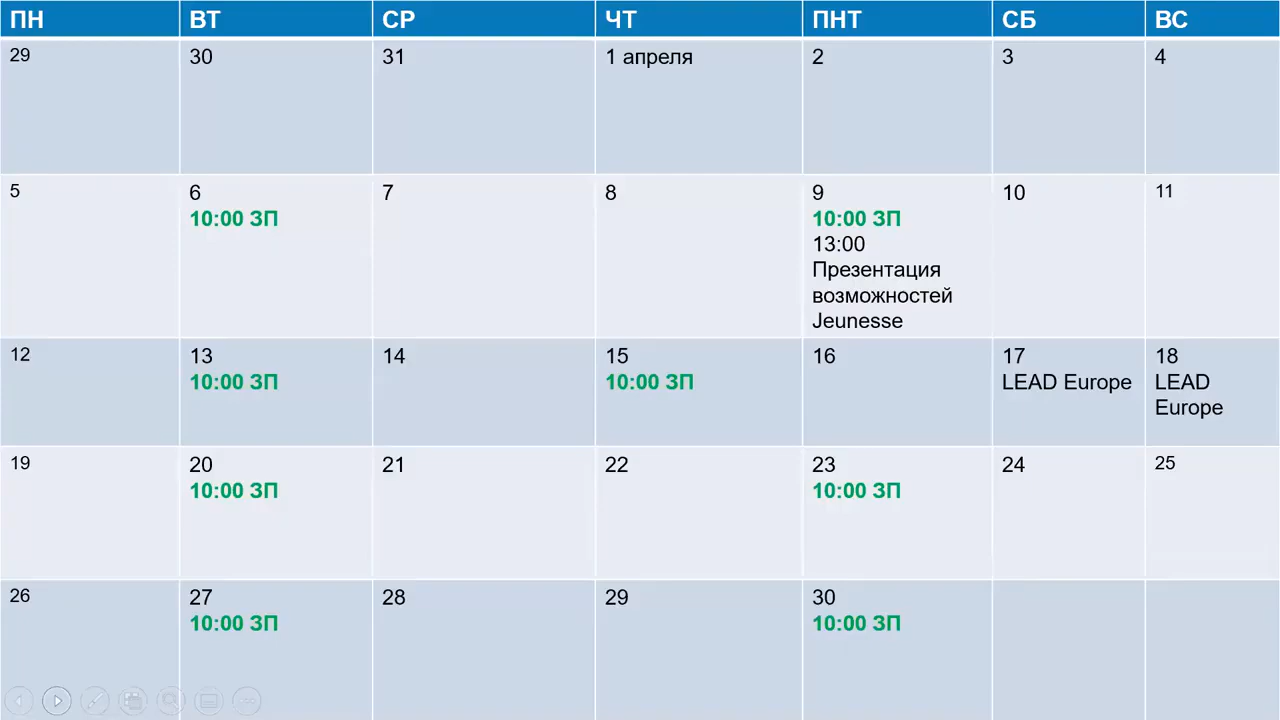 ПН ВТ СР ЧТ ПНТ СБ ВС
29 30 31 1 апреля 2 3 4
5 6 7 8 9 10 11
10:00 ЗП 10:00 ЗП
13:00
Презентация
возможностей
Jeunesse
12 13 14 15 16 17 18
10:00 ЗП 10:00 ЗП LEAD Europe LEAD
Europe
19 20 21 22 23 24 25
10:00 ЗП 10:00 ЗП
26 27 28 29 30
10:00 ЗП 10:00 ЗП